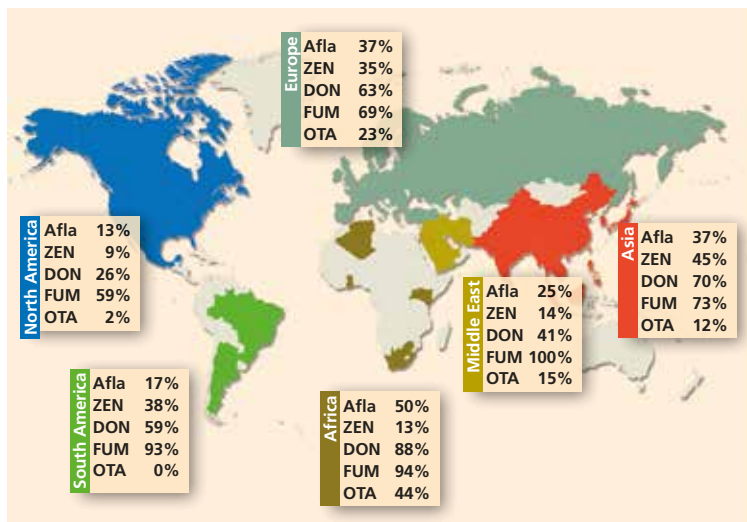 Europe
Afla 37%
ZEN 35%
DON 63%
FUM 69%
OTA 23%
North America
Afla 13%
ZEN 9%
DON 26%
FUM 59%
OTA 2%
Asia
Afla 37%
ZEN 45%
DON 70%
FUM 73%
OTA 12%
Middle East
Afla 25%
ZEN 14%
DON 41%
FUM 100%
OTA 15%
South America
Afla 17%
ZEN 38%
DON 59%
FUM 93%
OTA 0%
Africa
Afla 50%
ZEN 13%
DON 88%
FUM 94%
OTA 44%